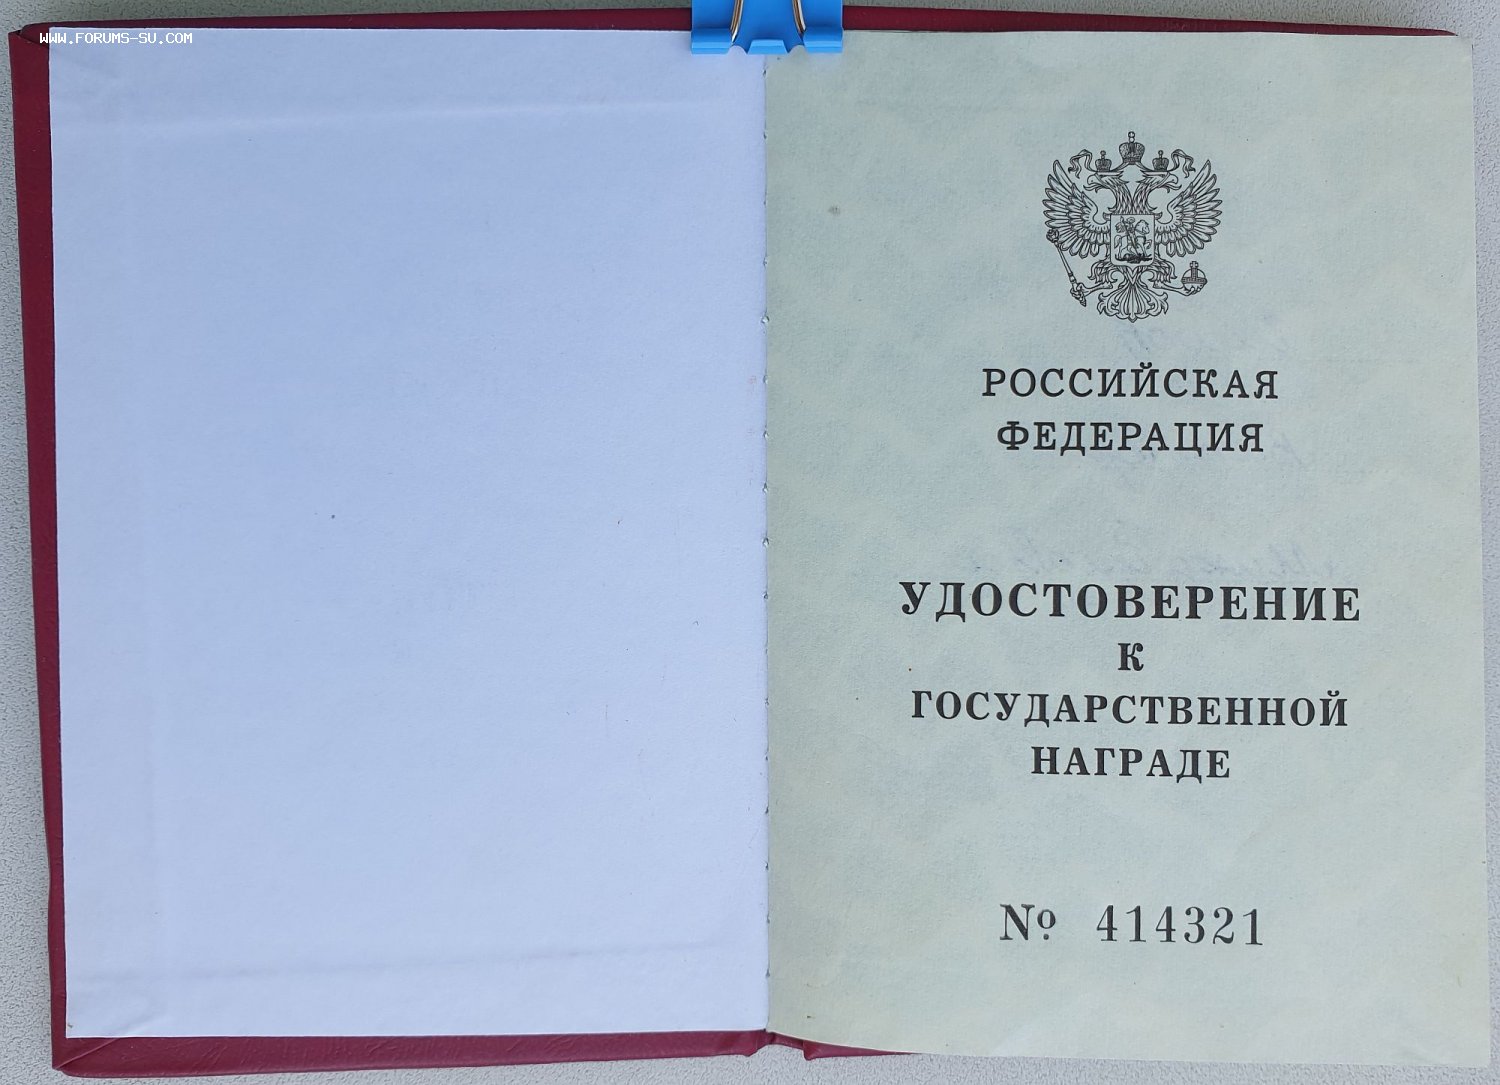 WWW.FORUMS-SU.COM
РОССИЙСКАЯ
ФЕДЕРАЦИЯ
УДОСТОВЕРЕНИЕ
К
ГОСУДАРСТВЕННОЙ
НАГРАДЕ
№ 414321